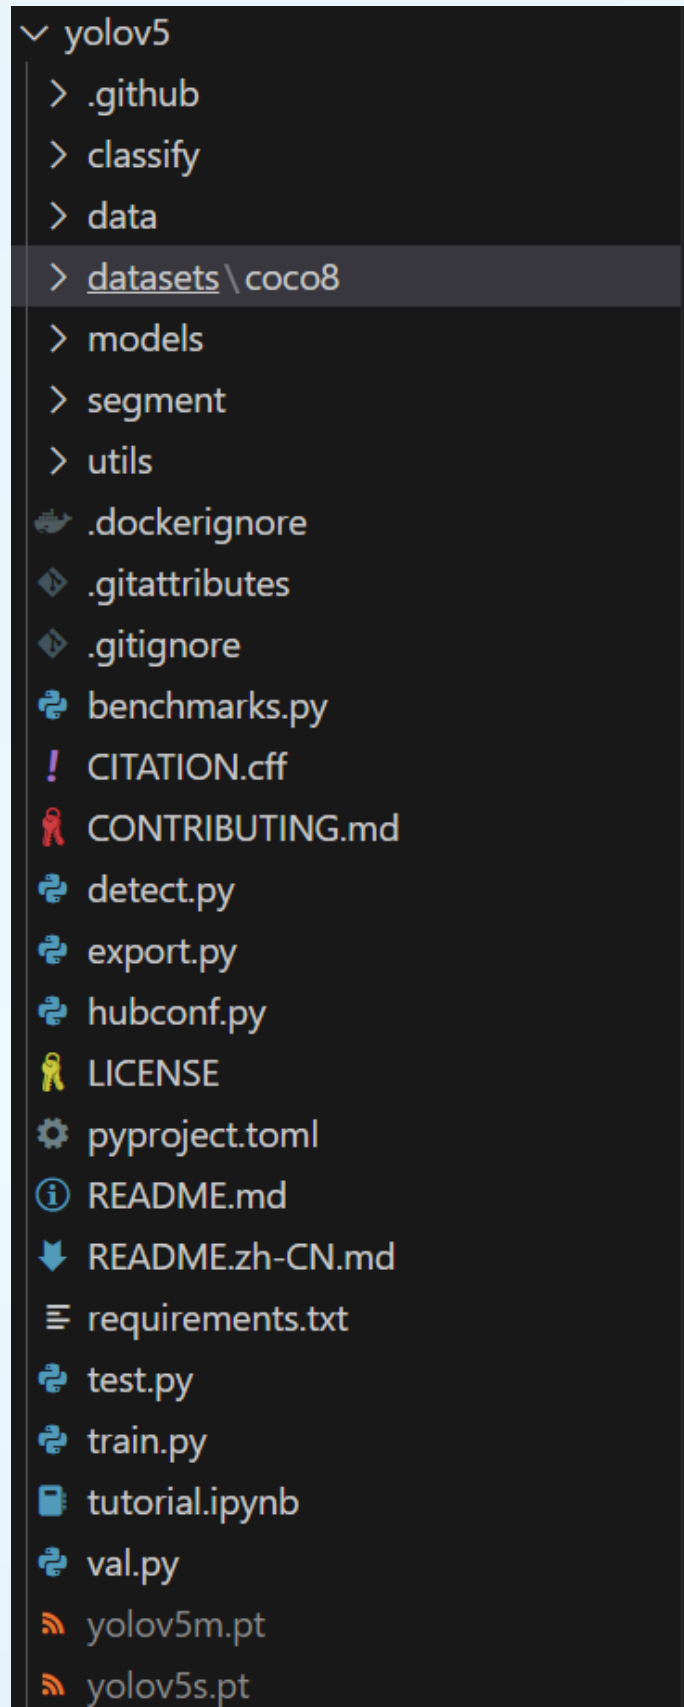 yolov5
.github
classify
data
datasets\coco8
models
segment
utils
.dockerignore
.gitattributes
.gitignore
benchmarks.py
CITATION.cff
CONTRIBUTING.md
detect.py
export.py
hubconf.py
LICENSE
pyproject.toml
README.md
README.zh-CN.md
requirements.txt
test.py
train.py
tutorial.ipynb
val.py
yolov5m.pt
yolov5s.pt